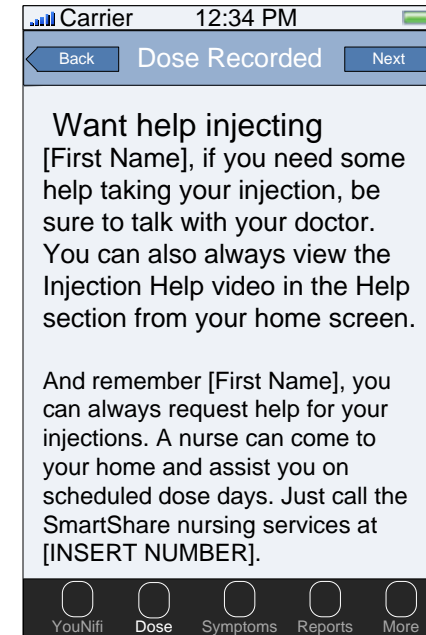 Carrier 12:34 PM
Back Dose Recorded Next
Want help injecting
[First Name], if you need some
help taking your injection, be
sure to talk with your doctor.
You can also always view the
Injection Help video in the Help
section from your home screen.
And remember [First Name], you
can always request help for your
injections. A nurse can come to
your home and assist you on
scheduled dose days. Just call the
SmartShare nursing services at
[INSERT NUMBER].
YouNifi Dose Symptoms Reports More